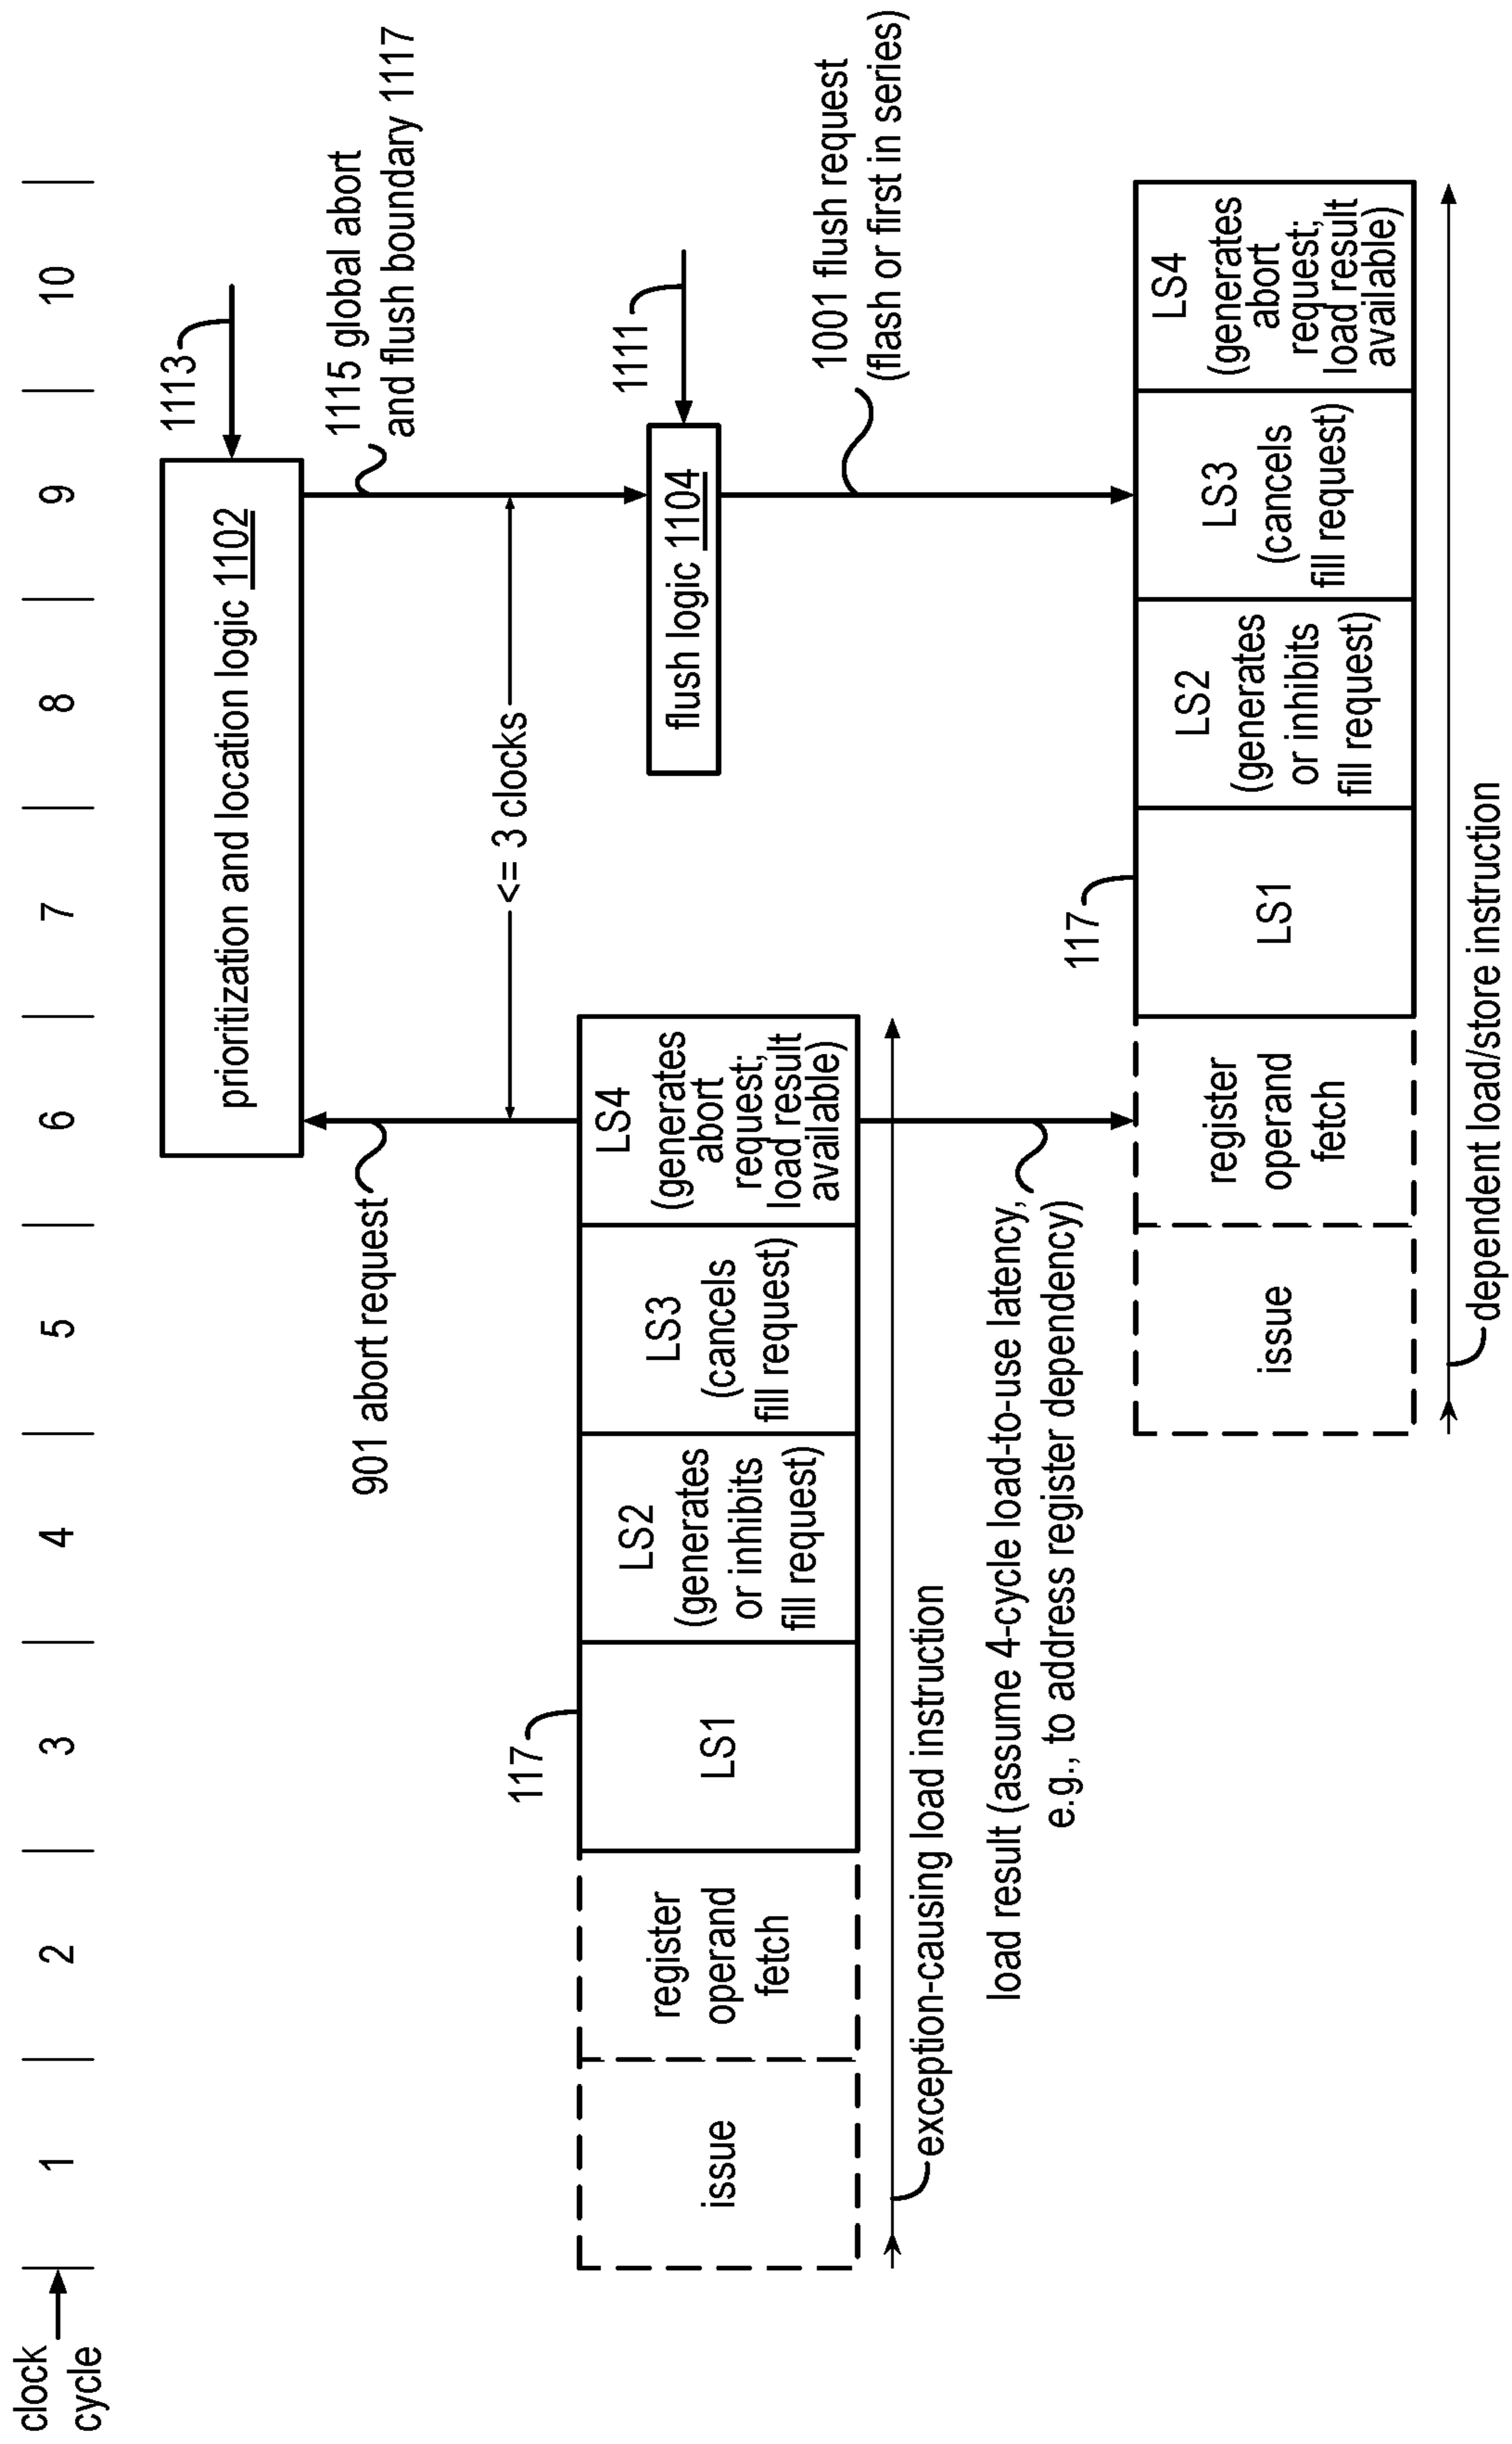 clock
cycle
1
2
3
4
5
6
7
8
9
10
prioritization and location logic 1102
1113
901 abort request
1115 global abort
and flush boundary 1117
<= 3 clocks
117
issue
register
operand
fetch
LS1
LS2
(generates
or inhibits
fill request)
LS3
(cancels
fill request)
LS4
(generates
abort
request;
load result
available)
flush logic 1104
1111
exception-causing load instruction
load result (assume 4-cycle load-to-use latency,
e.g., to address register dependency)
1001 flush request
(flash or first in series)
117
issue
register
operand
fetch
LS1
LS2
(generates
or inhibits
fill request)
LS3
(cancels
fill request)
LS4
(generates
abort
request;
load result
available)
dependent load/store instruction